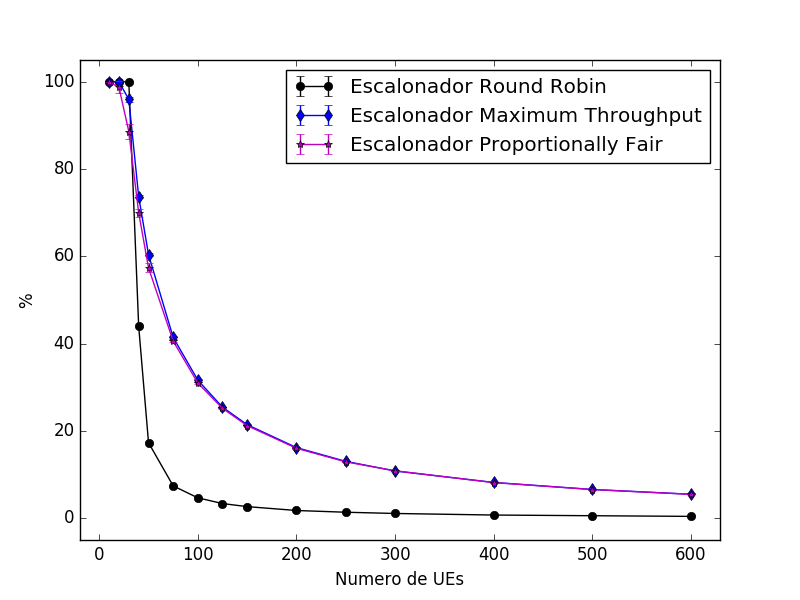 Escalonador Round Robin
Escalonador Maximum Throughput
Escalonador Proportionally Fair
100
80
60
40
20
0
%
0 100 200 300 400 500 600
Numero de UEs